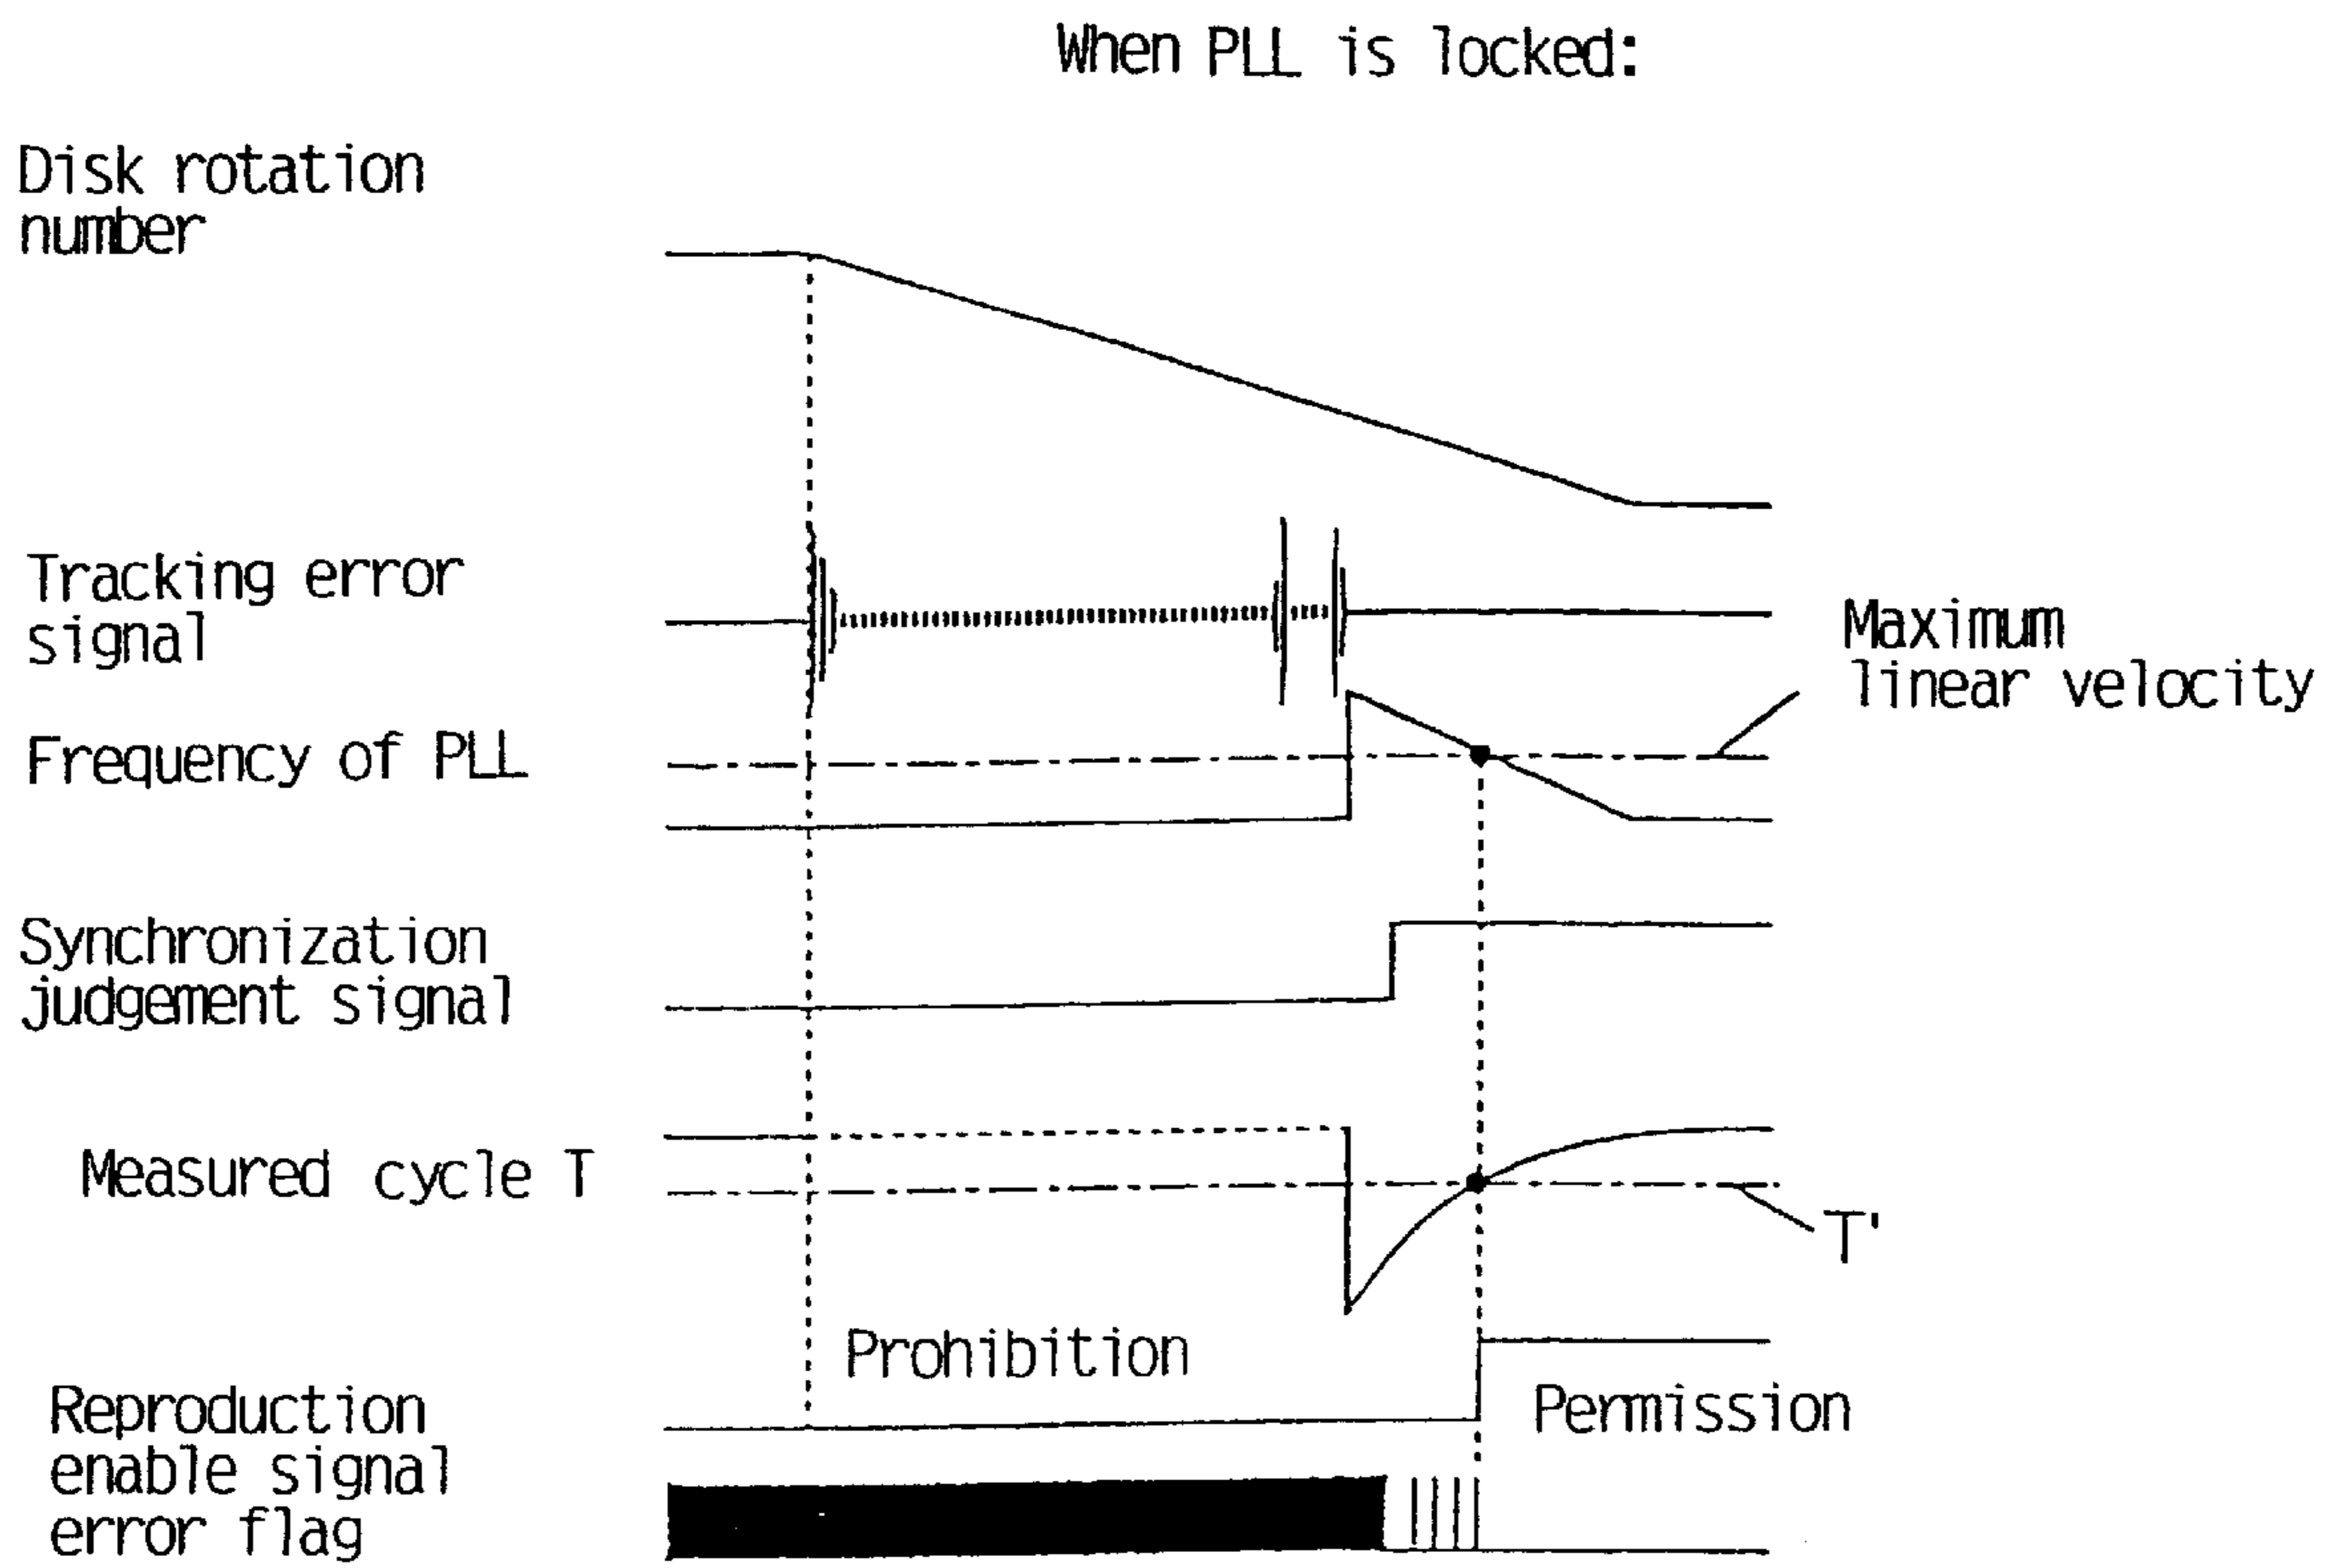 When PLL is locked:
Disk rotation
number
Tracking error
signal
Maximum
linear velocity
Frequency of PLL
Synchronization
judgement signal
Measured cycle T
T'
Prohibition
Permission
Reproduction
enable signal
error flag